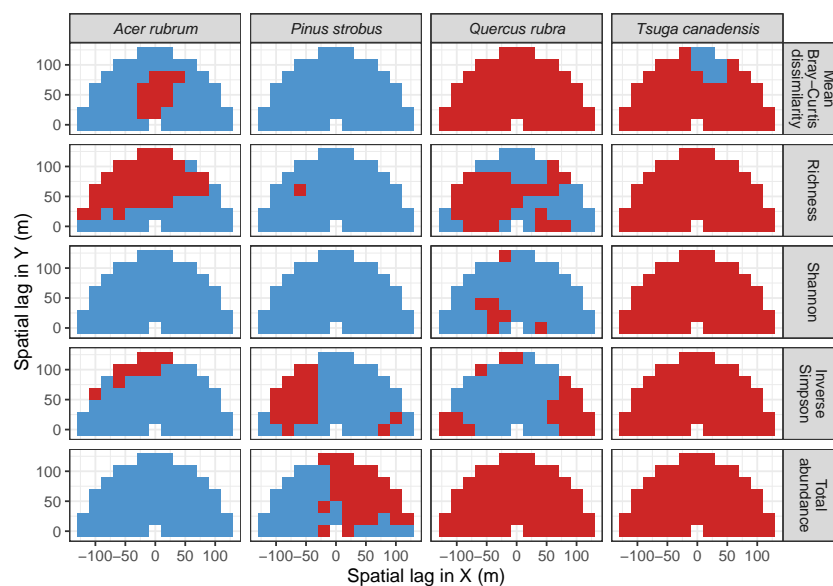 Acer rubrum
Pinus strobus
Quercus rubra
Tsuga canadensis
100
50
0
Mean
Bray−Curtis
dissimilarity
100
50
0
Richness
100
50
0
Shannon
100
50
0
Inverse
Simpson
100
50
0
Total
abundance
−100−50 0 50 100
−100−50 0 50 100
−100−50 0 50 100
−100−50 0 50 100
Spatial lag in X (m)
Spatial lag in Y (m)